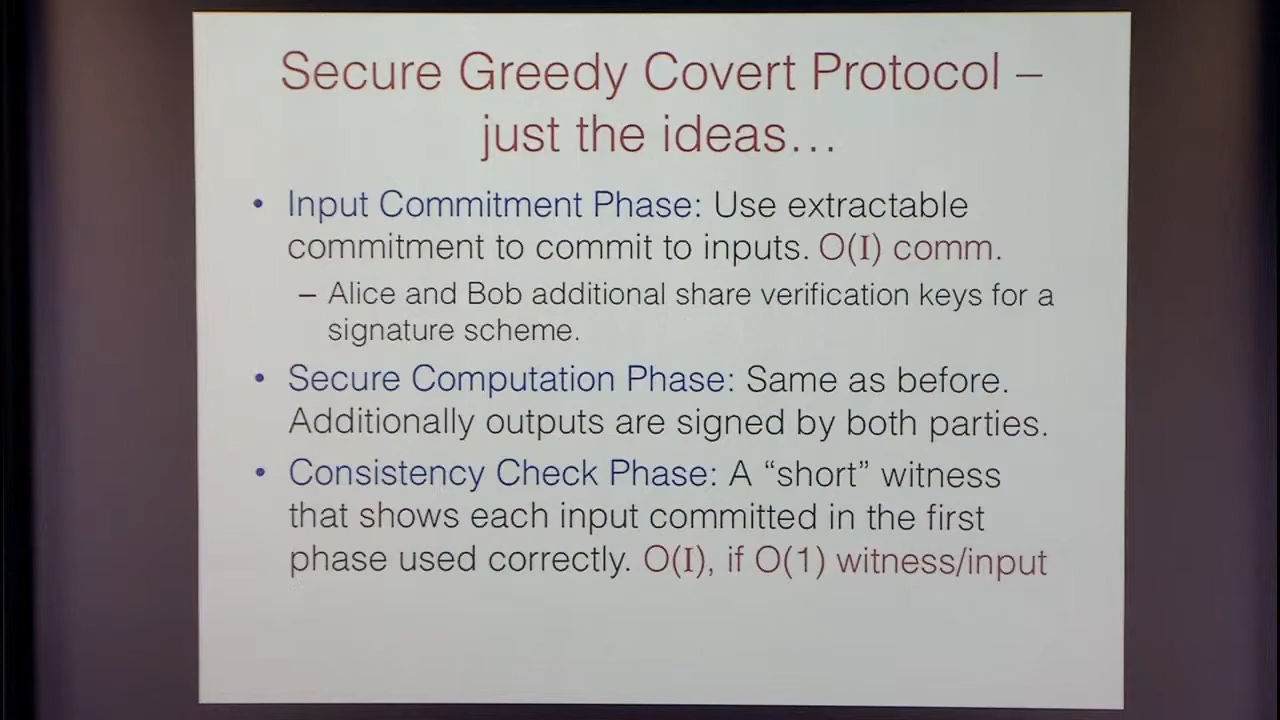 Secure Greedy Covert Protocol –
just the ideas…
• Input Commitment Phase: Use extractable
commitment to commit to inputs. O(I) comm.
– Alice and Bob additional share verification keys for a
signature scheme.
• Secure Computation Phase: Same as before.
Additionally outputs are signed by both parties.
• Consistency Check Phase: A “short” witness
that shows each input committed in the first
phase used correctly. O(I), if O(1) witness/input